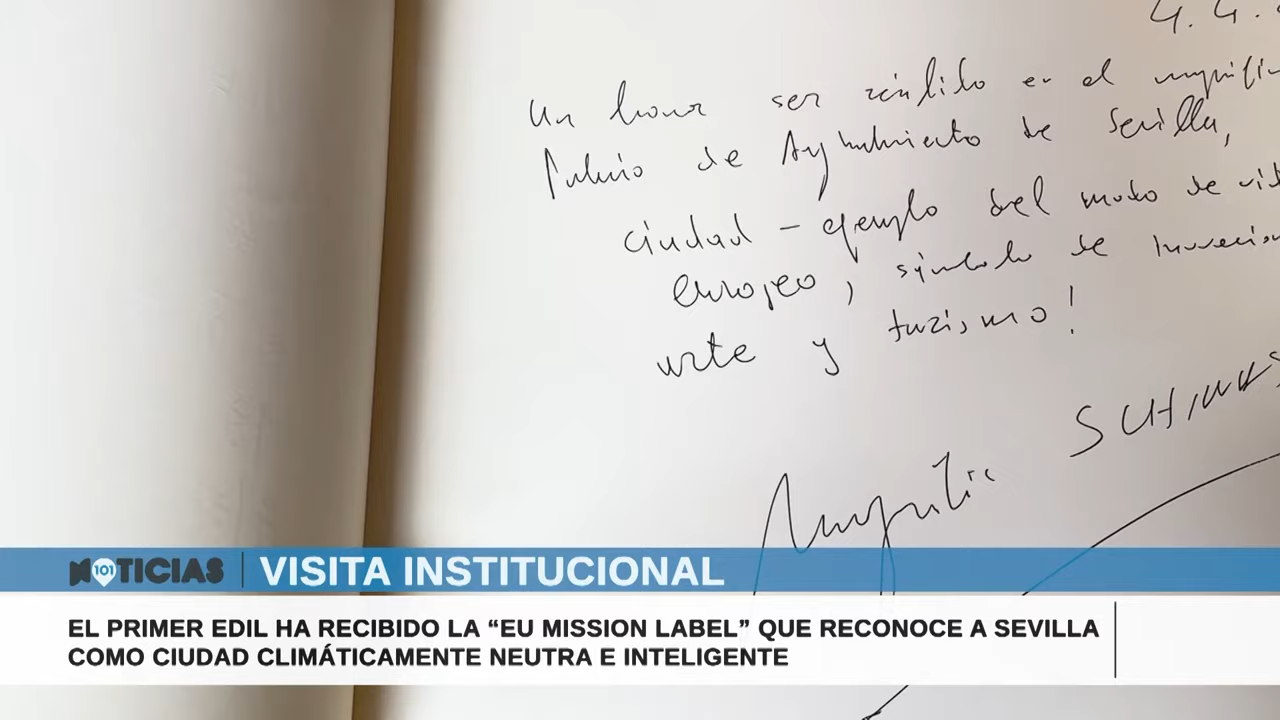 4.4.
Un honor ser recibido en el
Palacio de Ayuntamiento de Sevilla,
ciudad - ejemplo del modo de
europeo, símbolo de
arte y turismo!
SCHINAS
NOTICIAS 101
VISITA INSTITUCIONAL
EL PRIMER EDIL HA RECIBIDO LA “EU MISSION LABEL” QUE RECONOCE A SEVILLA
COMO CIUDAD CLIMÁTICAMENTE NEUTRA E INTELIGENTE